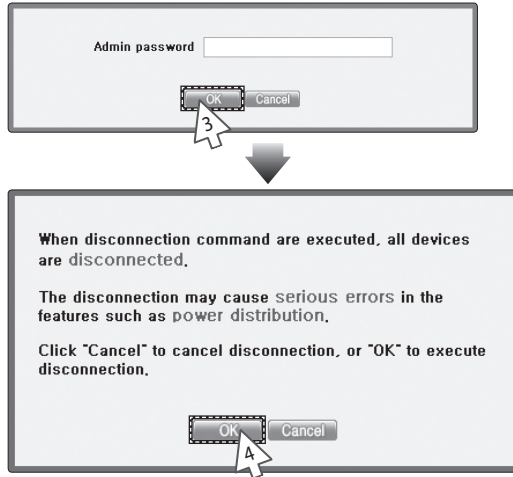 Admin password
OK Cancel
3
When disconnection command are executed, all devices
are disconnected.
The disconnection may cause serious errors in the
features such as power distribution.
Click "Cancel" to cancel disconnection, or "OK" to execute
disconnection.
OK Cancel
4